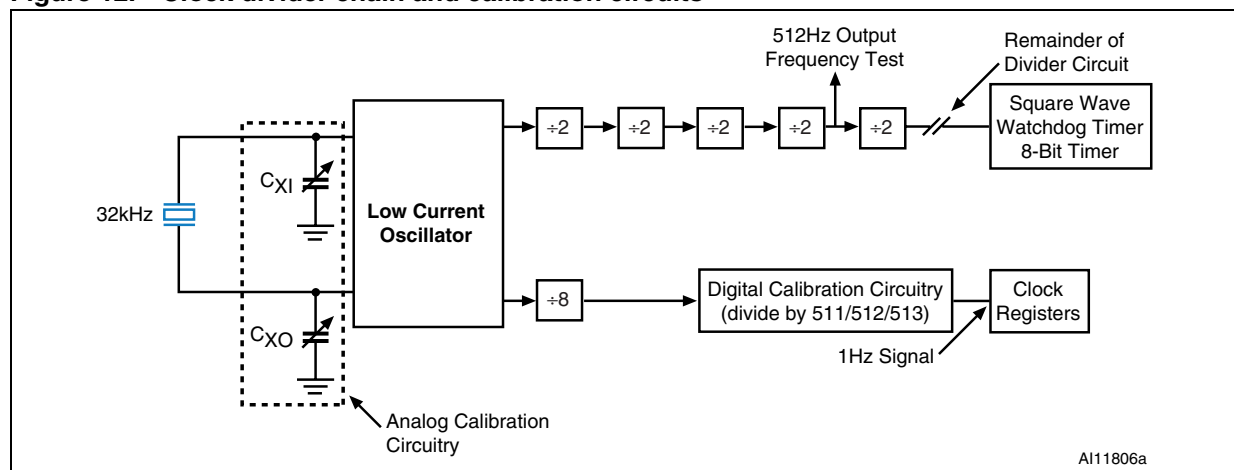 Figure 12. Clock divider chain and calibration circuits
512Hz Output
Frequency Test
Remainder of
Divider Circuit
÷2
÷2
÷2
÷2
÷2
Square Wave
Watchdog Timer
8-Bit Timer
CXI
32kHz
Low Current
Oscillator
÷8
Digital Calibration Circuitry
(divide by 511/512/513)
Clock
Registers
CXO
1Hz Signal
Analog Calibration
Circuitry
AI11806a